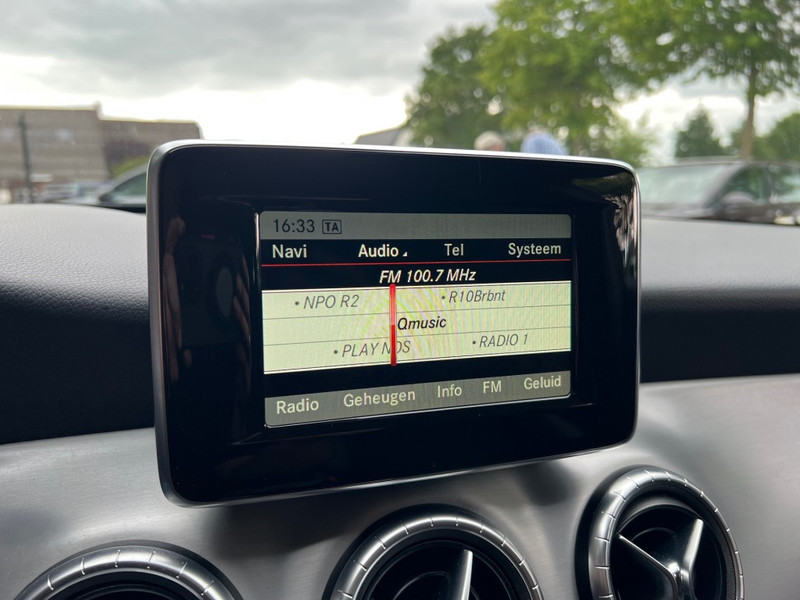 16:33 TA
Navi Audio Tel Systeem
FM 100.7 MHz
• NPO R2 • R10Brbnt
Qmusic
• PLAY NOS • RADIO 1
Radio Geheugen Info FM Geluid